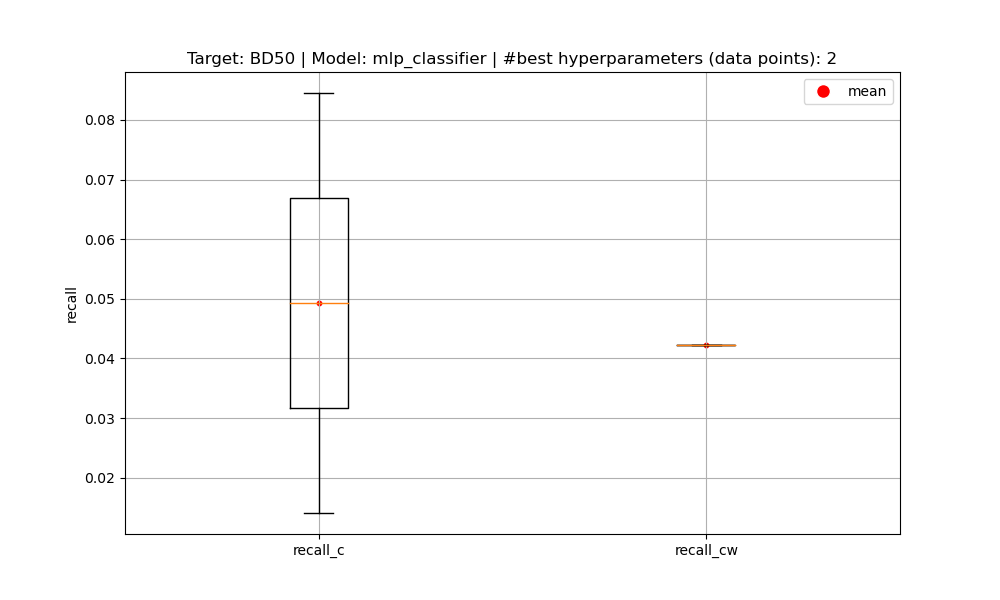 Target: BD50 | Model: mlp_classifier | #best hyperparameters (data points): 2
mean
0.08
0.07
0.06
0.05
0.04
0.03
0.02
recall
recall_c
recall_cw